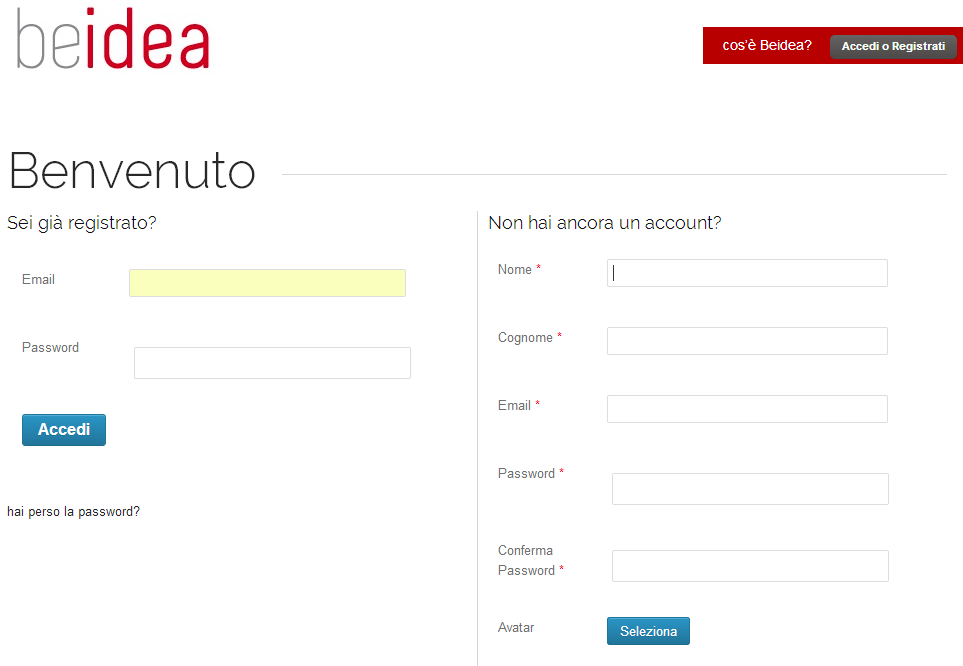 beidea
cos'è Beidea?
Accedi o Registrati
Benvenuto
Sei già registrato?
Email
Password
Accedi
hai perso la password?
Non hai ancora un account?
Nome *
Cognome *
Email *
Password *
Conferma
Password *
Avatar
Seleziona